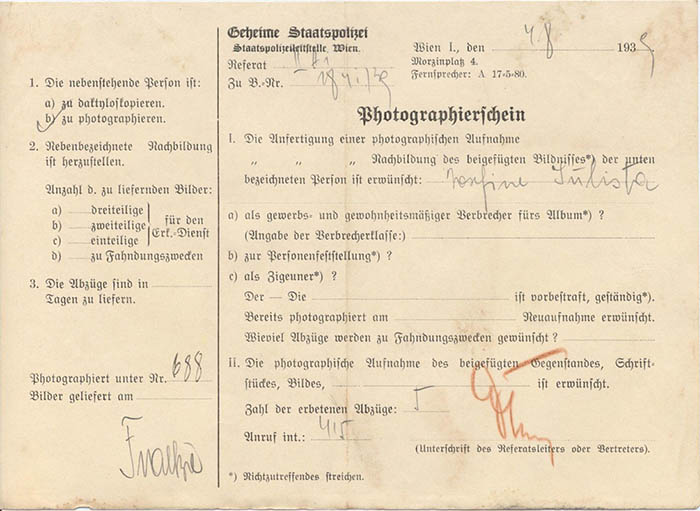 Geheime Staatspolizei
Staatspolizeileitstelle Wien.
Referat II
Zu B.-Nr.
Wien I., den 4.8 1939
Morzinplatz 4.
Fernsprecher: A 17-5-80.
1. Die nebenstehende Person ist:
a) zu daktyloskopieren.
b) zu photographieren.
2. Nebenbezeichnete Nachbildung
ist herzustellen.
Anzahl d. zu liefernden Bilder:
a) dreiteilige
b) zweiteilige
c) einteilige
für den
Erk.-Dienst
d) zu Fahndungszwecken
3. Die Abzüge sind in
Tagen zu liefern.
Photographiert unter Nr. 688
Bilder geliefert am
Photographierschein
I. Die Anfertigung einer photographischen Aufnahme
„ „ „ Nachbildung des beigefügten Bildnisses*) der unten
bezeichneten Person ist erwünscht: Josefine
a) als gewerbs- und gewohnheitsmäßiger Verbrecher fürs Album*) ?
(Angabe der Verbrecherklasse:)
b) zur Personenfeststellung*) ?
c) als Zigeuner*) ?
Der — Die ist vorbestraft, geständig*).
Bereits photographiert am Neuaufnahme erwünscht.
Wieviel Abzüge werden zu Fahndungszwecken gewünscht ?
II. Die photographische Aufnahme des beigefügten Gegenstandes, Schrift-
stückes, Bildes, ist erwünscht.
Zahl der erbetenen Abzüge: 5
Anruf int.: 415
(Unterschrift des Referatsleiters oder Vertreters).
*) Nichtzutreffendes streichen.